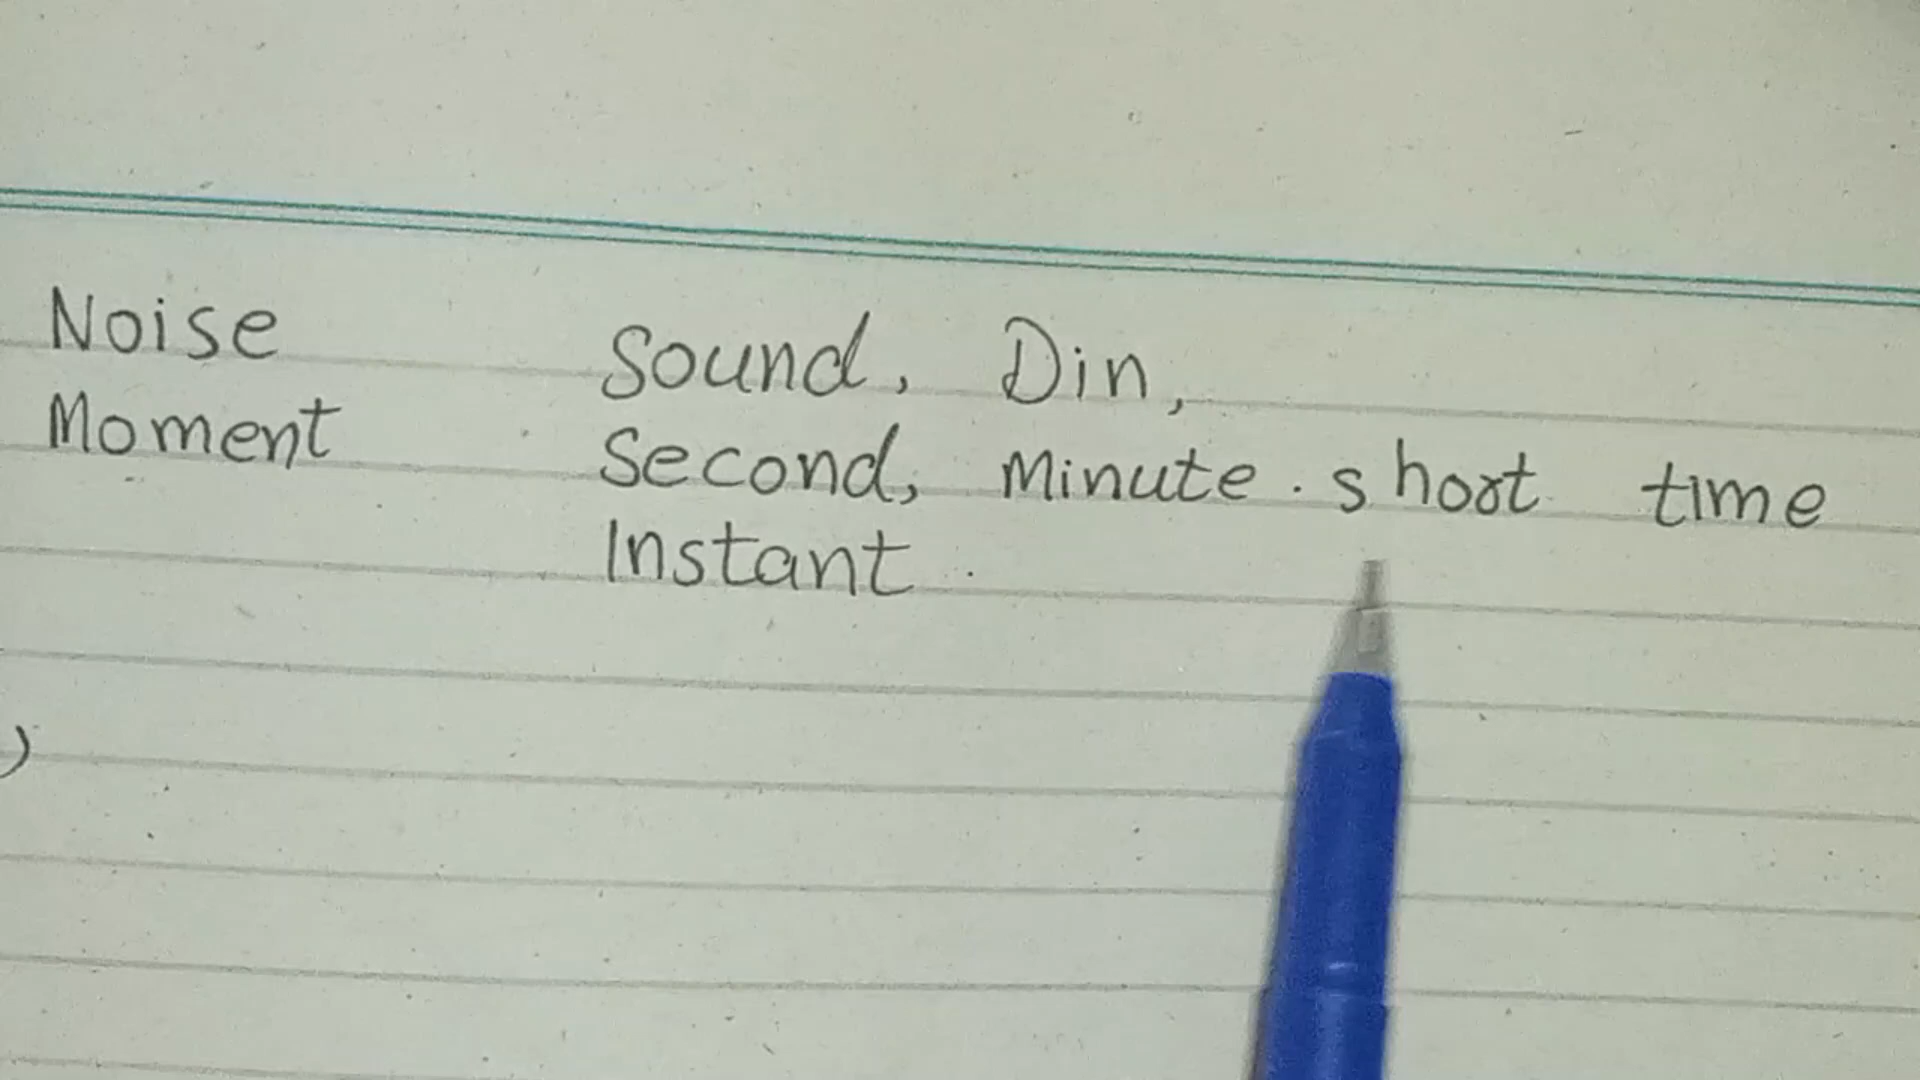 Noise Sound, Din,
Moment Second, Minute. short time
Instant.
)